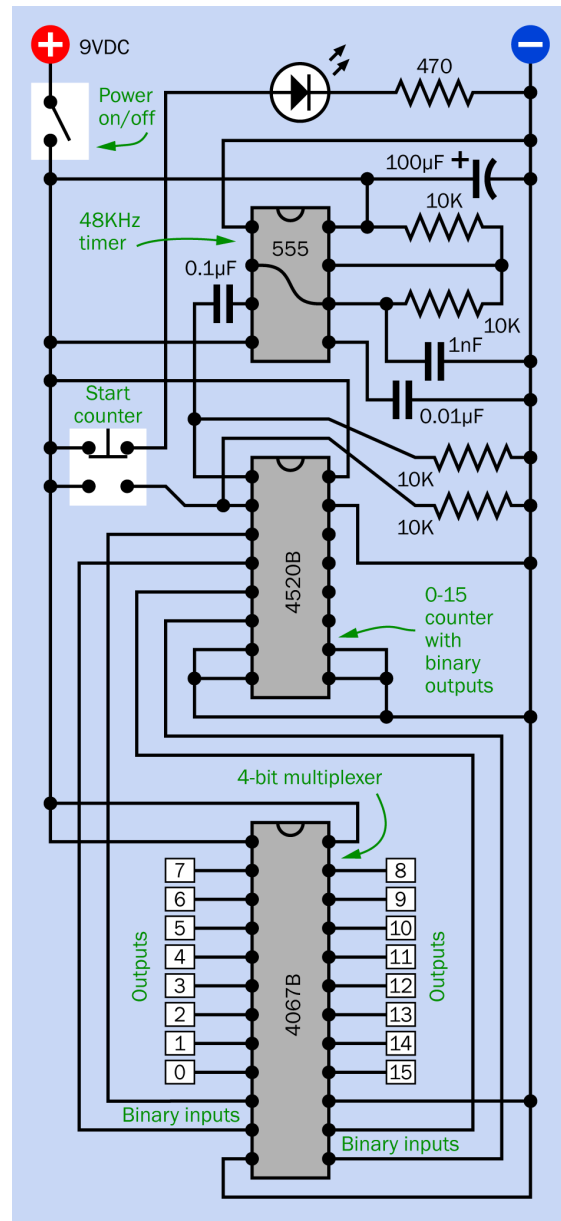 + 9VDC −
Power
on/off
470
100µF +
10K
48KHz
timer
555
0.1µF
10K
1nF
0.01µF
Start
counter
10K
10K
4520B
0-15
counter
with
binary
outputs
4-bit multiplexer
7 8
6 9
5 10
4 11
3 12
2 13
1 14
0 15
Outputs
4067B
Outputs
Binary inputs
Binary inputs